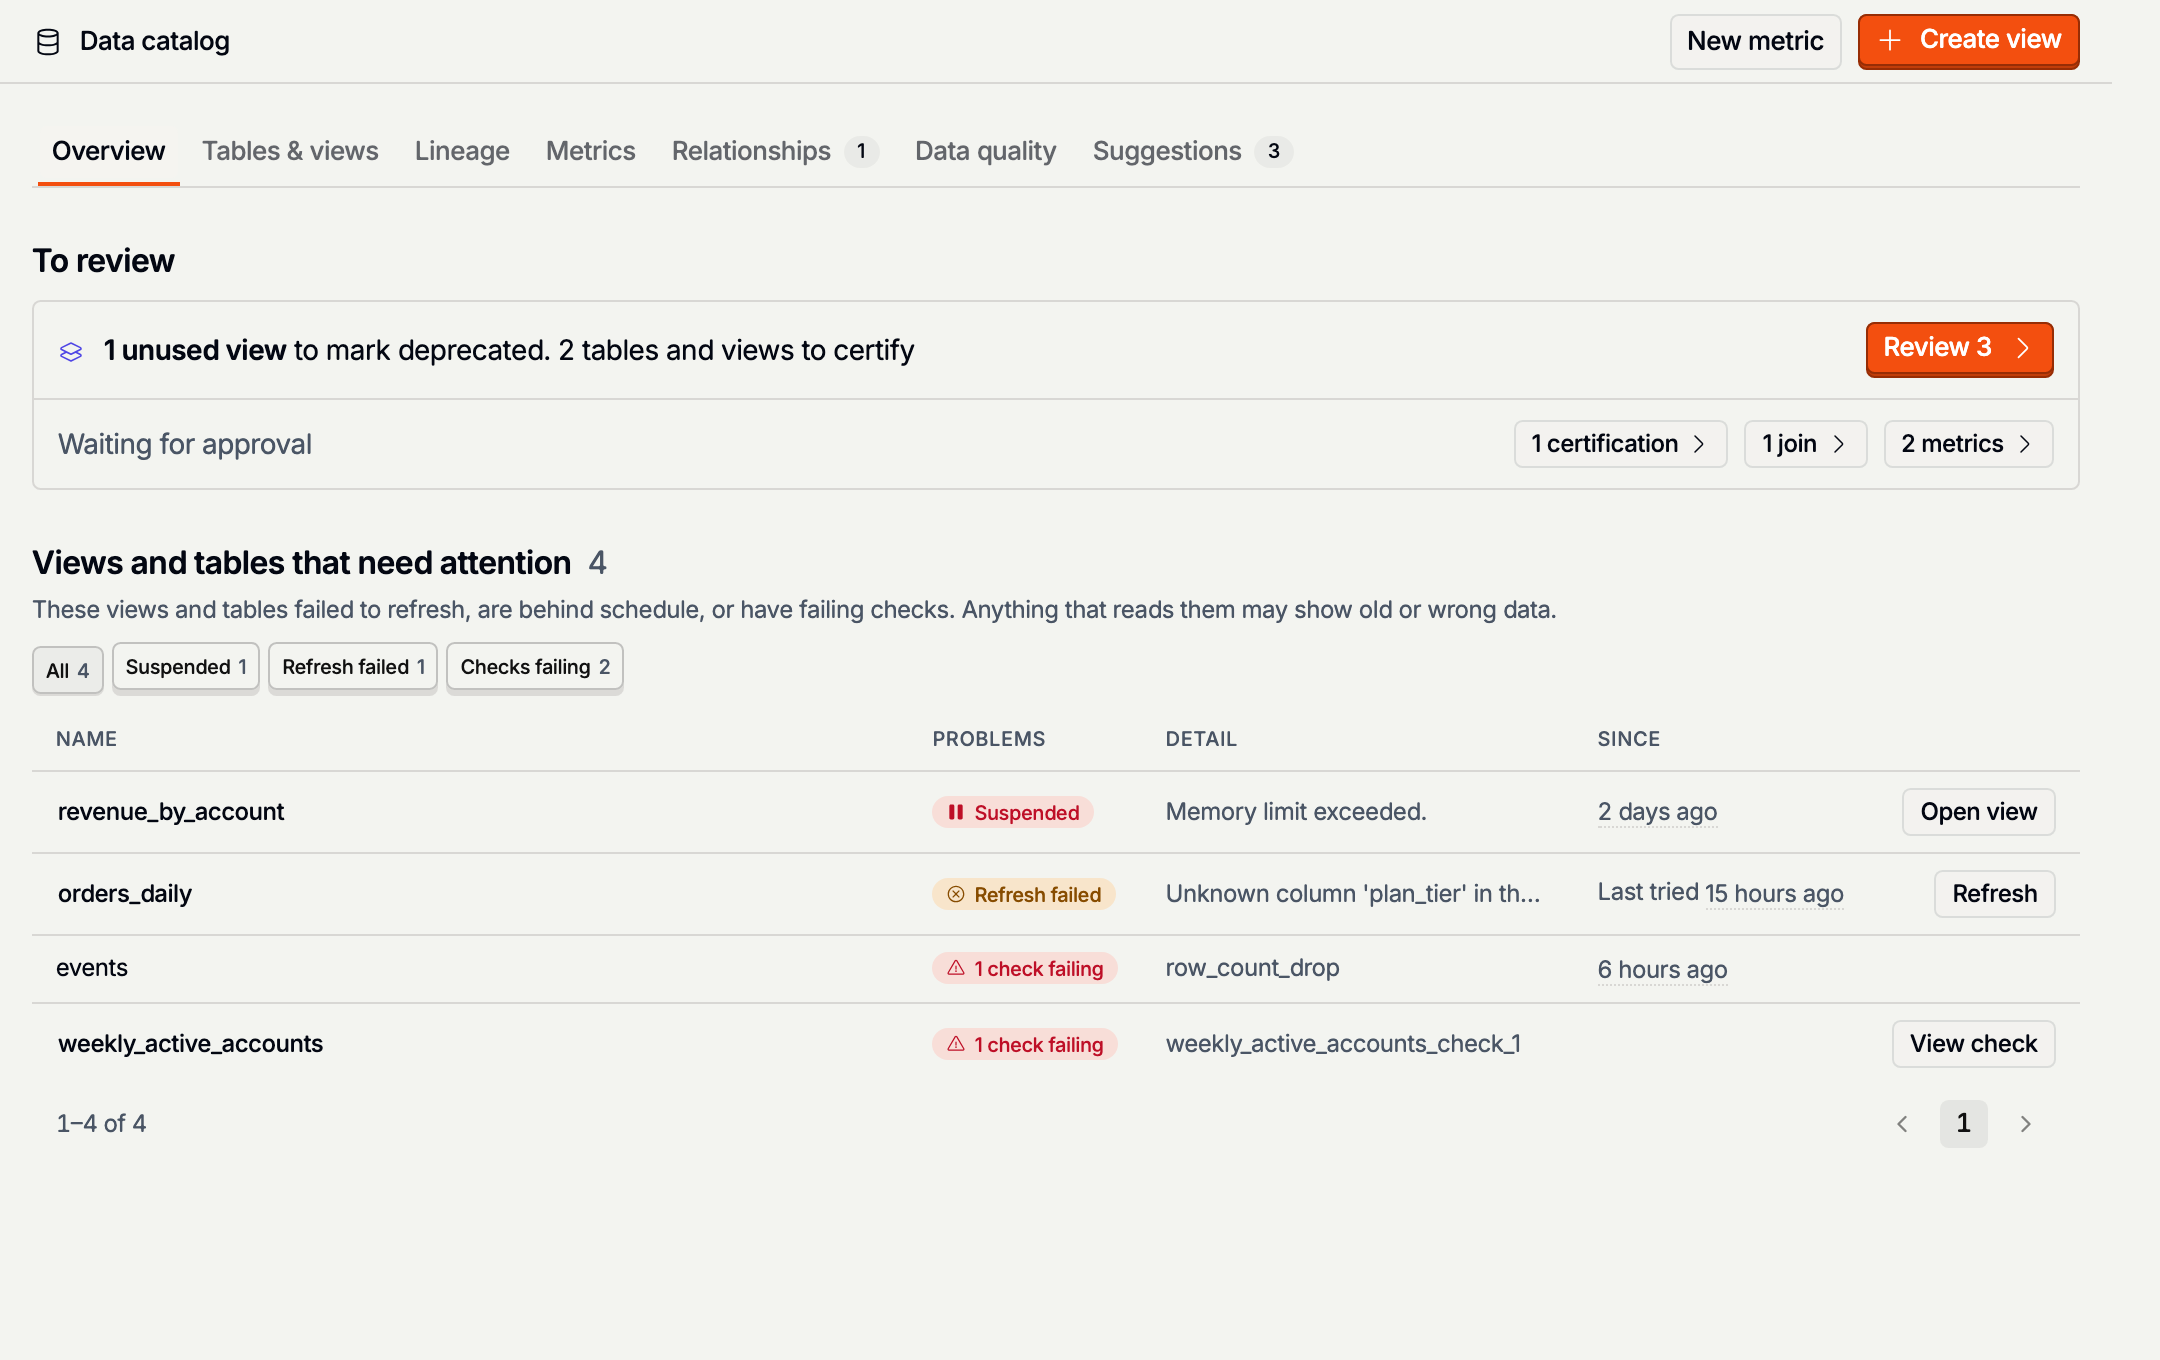 Data catalog
New metric
Create view
Overview
Tables & views
Lineage
Metrics
Relationships 1
Data quality
Suggestions 3
To review
1 unused view to mark deprecated. 2 tables and views to certify
Review 3
Waiting for approval
1 certification
1 join
2 metrics
Views and tables that need attention 4
These views and tables failed to refresh, are behind schedule, or have failing checks. Anything that reads them may show old or wrong data.
All 4
Suspended 1
Refresh failed 1
Checks failing 2
NAME PROBLEMS DETAIL SINCE
revenue_by_account Suspended Memory limit exceeded. 2 days ago Open view
orders_daily Refresh failed Unknown column 'plan_tier' in th... Last tried 15 hours ago Refresh
events 1 check failing row_count_drop 6 hours ago
weekly_active_accounts 1 check failing weekly_active_accounts_check_1 View check
1–4 of 4
1